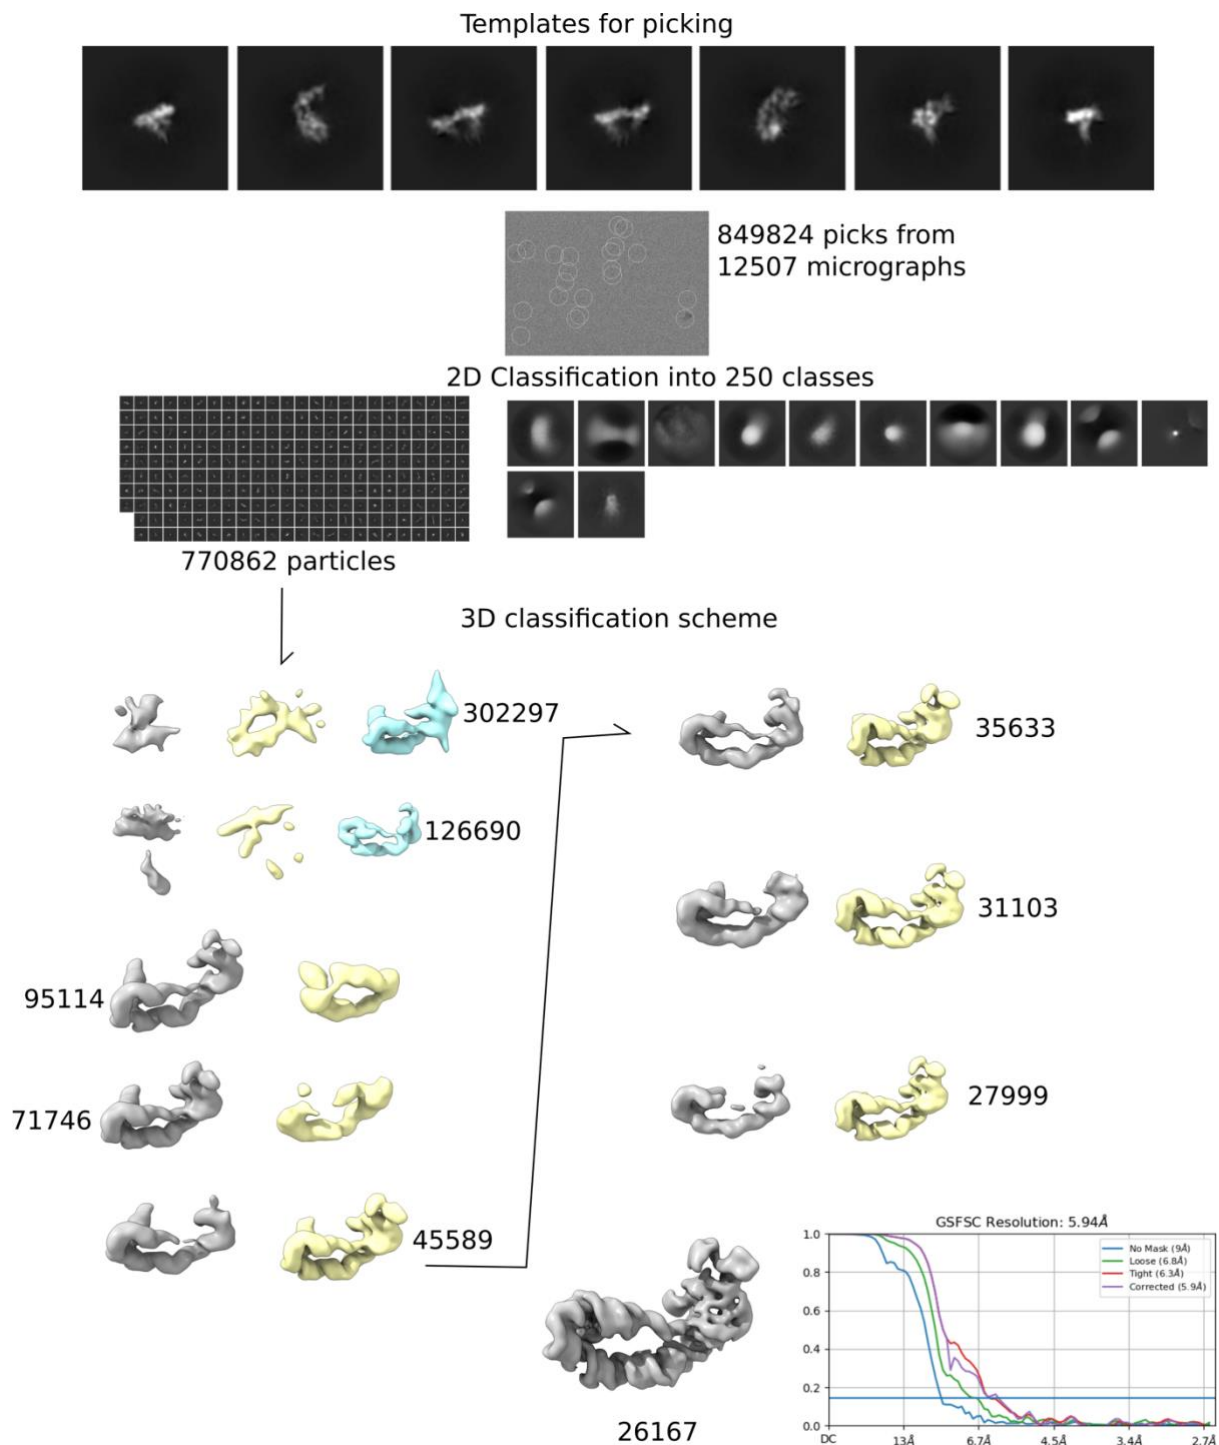 Templates for picking
849824 picks from
12507 micrographs
2D Classification into 250 classes
770862 particles
3D classification scheme
302297
126690
95114
71746
45589
35633
31103
27999
26167
GSFSC Resolution: 5.94Å
No Mask (9Å)
Loose (6.8Å)
Tight (6.3Å)
Corrected (5.9Å)
1.0
0.8
0.6
0.4
0.2
0.0
DC 13Å 6.7Å 4.5Å 3.4Å 2.7Å